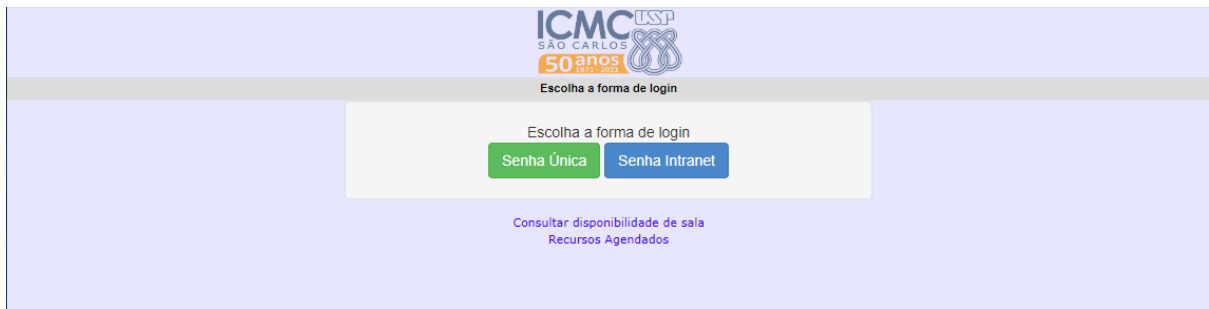 ICMC USP
SÃO CARLOS
50 anos
1971 - 2021
Escolha a forma de login
Escolha a forma de login
Senha Única Senha Intranet
Consultar disponibilidade de sala
Recursos Agendados